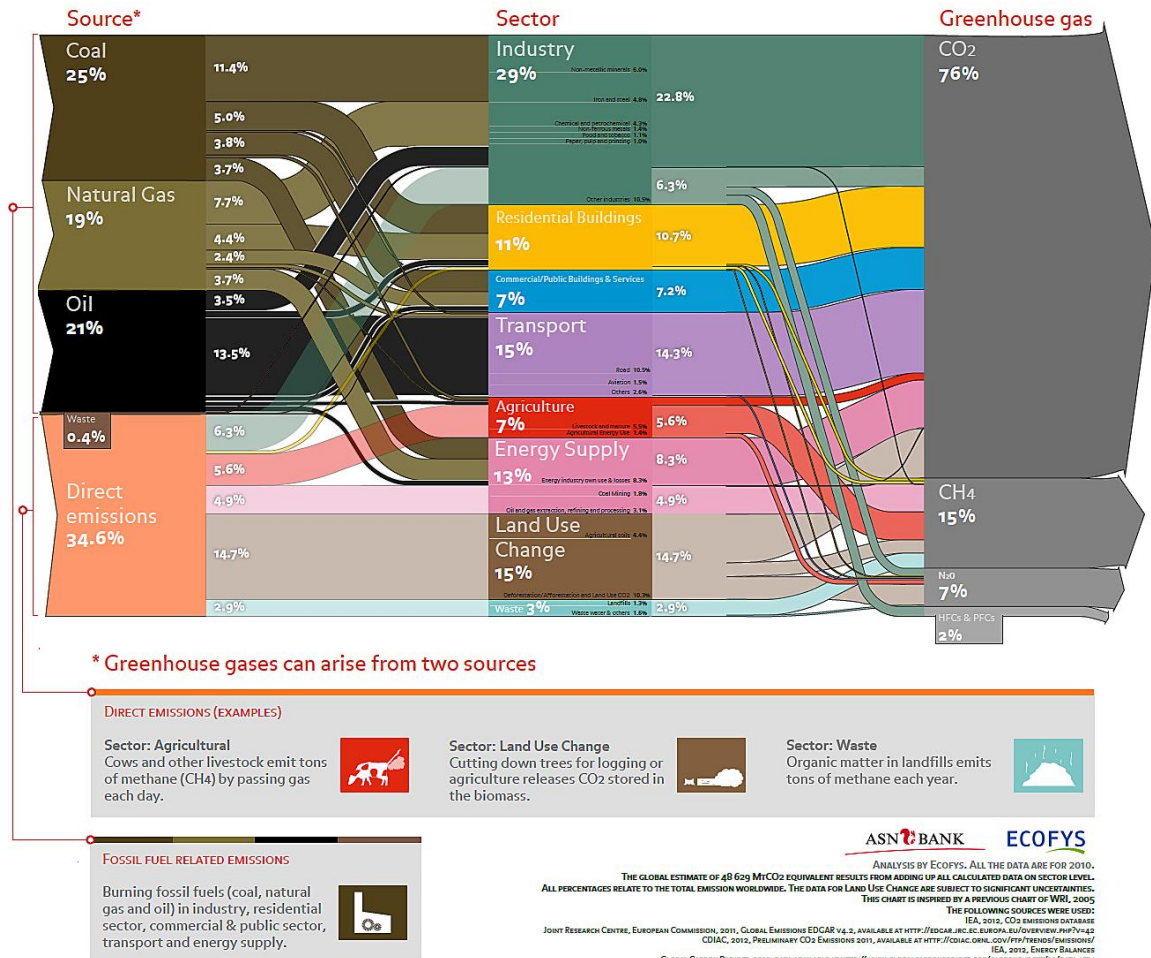 Source*
Sector
Greenhouse gas
Coal
25%
11.4%
5.0%
3.8%
3.7%
Natural Gas
19%
7.7%
4.4%
2.4%
3.7%
Oil
21%
3.5%
13.5%
Waste
0.4%
Direct
emissions
34.6%
6.3%
5.6%
4.9%
14.7%
2.9%
Industry
29%
Non-metallic minerals 5.0%
Iron and steel 4.8%
Chemical and petrochemical 4.3%
Non-ferrous metals 1.4%
Food and tobacco 1.1%
Paper, pulp and printing 1.0%
Other industries 10.9%
22.8%
6.3%
Residential Buildings
11%
10.7%
Commercial/Public Buildings & Services
7%
7.2%
Transport
15%
Road 10.5%
Aviation 1.5%
Others 2.6%
14.3%
Agriculture
7%
Livestock and manure 5.5%
Agricultural Energy Use 1.4%
5.6%
Energy Supply
13%
Energy industry own use & losses 8.3%
Coal Mining 1.8%
Oil and gas extraction, refining and processing 3.1%
8.3%
4.9%
Land Use
Change
15%
Agricultural soils 4.4%
Deforestation/Afforestation and Land Use CO2 10.3%
14.7%
Waste 3%
Landfills 1.3%
Waste water & others 1.6%
2.9%
CO2
76%
CH4
15%
N2O
7%
HFCs & PFCs
2%
* Greenhouse gases can arise from two sources
DIRECT EMISSIONS (EXAMPLES)
Sector: Agricultural
Cows and other livestock emit tons
of methane (CH4) by passing gas
each day.
Sector: Land Use Change
Cutting down trees for logging or
agriculture releases CO2 stored in
the biomass.
Sector: Waste
Organic matter in landfills emits
tons of methane each year.
FOSSIL FUEL RELATED EMISSIONS
Burning fossil fuels (coal, natural
gas and oil) in industry, residential
sector, commercial & public sector,
transport and energy supply.
ASN BANK
ECOFYS
ANALYSIS BY ECOFYS. ALL THE DATA ARE FOR 2010.
THE GLOBAL ESTIMATE OF 48 629 MTCO2 EQUIVALENT RESULTS FROM ADDING UP ALL CALCULATED DATA ON SECTOR LEVEL.
ALL PERCENTAGES RELATE TO THE TOTAL EMISSION WORLDWIDE. THE DATA FOR LAND USE CHANGE ARE SUBJECT TO SIGNIFICANT UNCERTAINTIES.
THIS CHART IS INSPIRED BY A PREVIOUS CHART OF WRI, 2005
THE FOLLOWING SOURCES WERE USED:
IEA, 2012, CO2 EMISSIONS DATABASE
JOINT RESEARCH CENTRE, EUROPEAN COMMISSION, 2011, GLOBAL EMISSIONS EDGAR V4.2, AVAILABLE AT HTTP://EDGAR.JRC.EC.EUROPA.EU/OVERVIEW.PHP?V=42
CDIAC, 2012, PRELIMINARY CO2 EMISSIONS 2011, AVAILABLE AT HTTP://CDIAC.ORNL.GOV/FTP/TRENDS/EMISSIONS/
IEA, 2012, ENERGY BALANCES